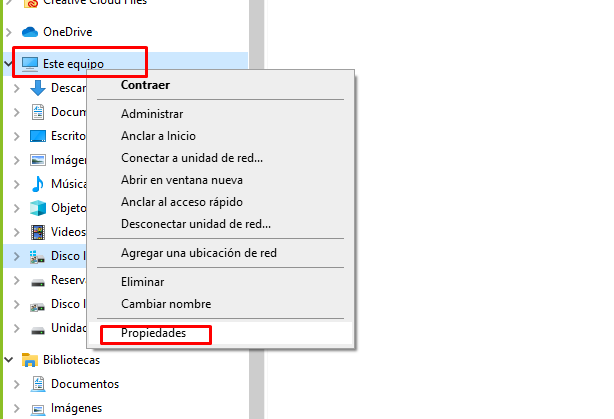 Creative Cloud Files
OneDrive
Este equipo
Contraer
Descar
Administrar
Docum
Anclar a Inicio
Escrito
Conectar a unidad de red...
Imágen
Abrir en ventana nueva
Música
Anclar al acceso rápido
Objeto
Desconectar unidad de red...
Videos
Agregar una ubicación de red
Disco l
Eliminar
Reserva
Cambiar nombre
Disco l
Propiedades
Unidad
Bibliotecas
Documentos
Imágenes